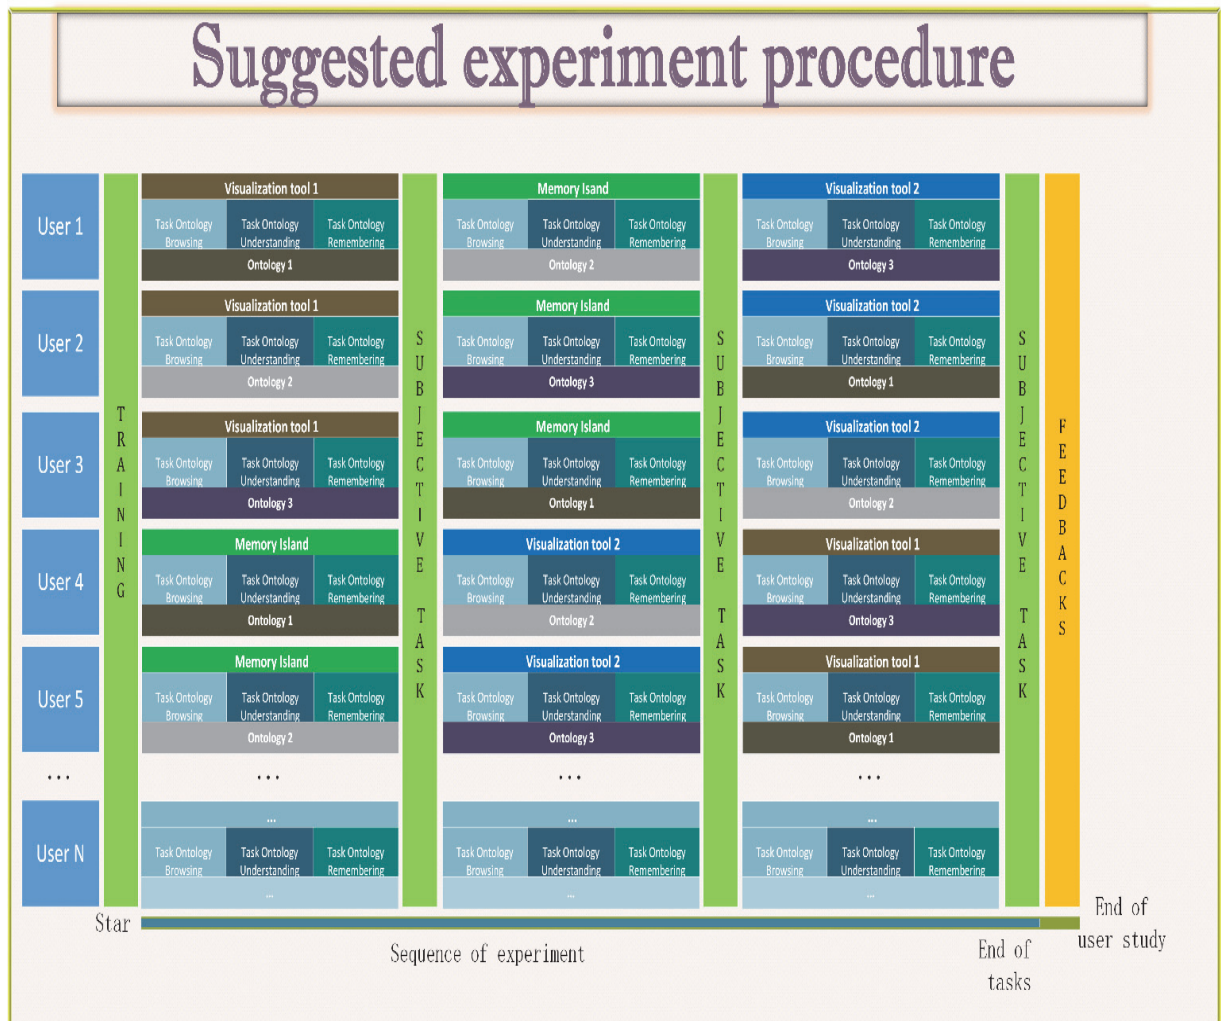 Suggested experiment procedure
User 1
Visualization tool 1
Task Ontology Browsing
Task Ontology Understanding
Task Ontology Remembering
Ontology 1
Memory Island
Task Ontology Browsing
Task Ontology Understanding
Task Ontology Remembering
Ontology 2
Visualization tool 2
Task Ontology Browsing
Task Ontology Understanding
Task Ontology Remembering
Ontology 3
User 2
Visualization tool 1
Task Ontology Browsing
Task Ontology Understanding
Task Ontology Remembering
Ontology 2
Memory Island
Task Ontology Browsing
Task Ontology Understanding
Task Ontology Remembering
Ontology 3
Visualization tool 2
Task Ontology Browsing
Task Ontology Understanding
Task Ontology Remembering
Ontology 1
User 3
Visualization tool 1
Task Ontology Browsing
Task Ontology Understanding
Task Ontology Remembering
Ontology 3
Memory Island
Task Ontology Browsing
Task Ontology Understanding
Task Ontology Remembering
Ontology 1
Visualization tool 2
Task Ontology Browsing
Task Ontology Understanding
Task Ontology Remembering
Ontology 2
User 4
Memory Island
Task Ontology Browsing
Task Ontology Understanding
Task Ontology Remembering
Ontology 1
Visualization tool 2
Task Ontology Browsing
Task Ontology Understanding
Task Ontology Remembering
Ontology 2
Visualization tool 1
Task Ontology Browsing
Task Ontology Understanding
Task Ontology Remembering
Ontology 3
User 5
Memory Island
Task Ontology Browsing
Task Ontology Understanding
Task Ontology Remembering
Ontology 2
Visualization tool 2
Task Ontology Browsing
Task Ontology Understanding
Task Ontology Remembering
Ontology 3
Visualization tool 1
Task Ontology Browsing
Task Ontology Understanding
Task Ontology Remembering
Ontology 1
... ... ... ...
User N
...
Task Ontology Browsing
Task Ontology Understanding
Task Ontology Remembering
...
...
Task Ontology Browsing
Task Ontology Understanding
Task Ontology Remembering
...
...
Task Ontology Browsing
Task Ontology Understanding
Task Ontology Remembering
...
TRAINING
SUBJECTIVE TASK
SUBJECTIVE TASK
SUBJECTIVE TASK
FEEDBACKS
Star
Sequence of experiment
End of
tasks
End of
user study